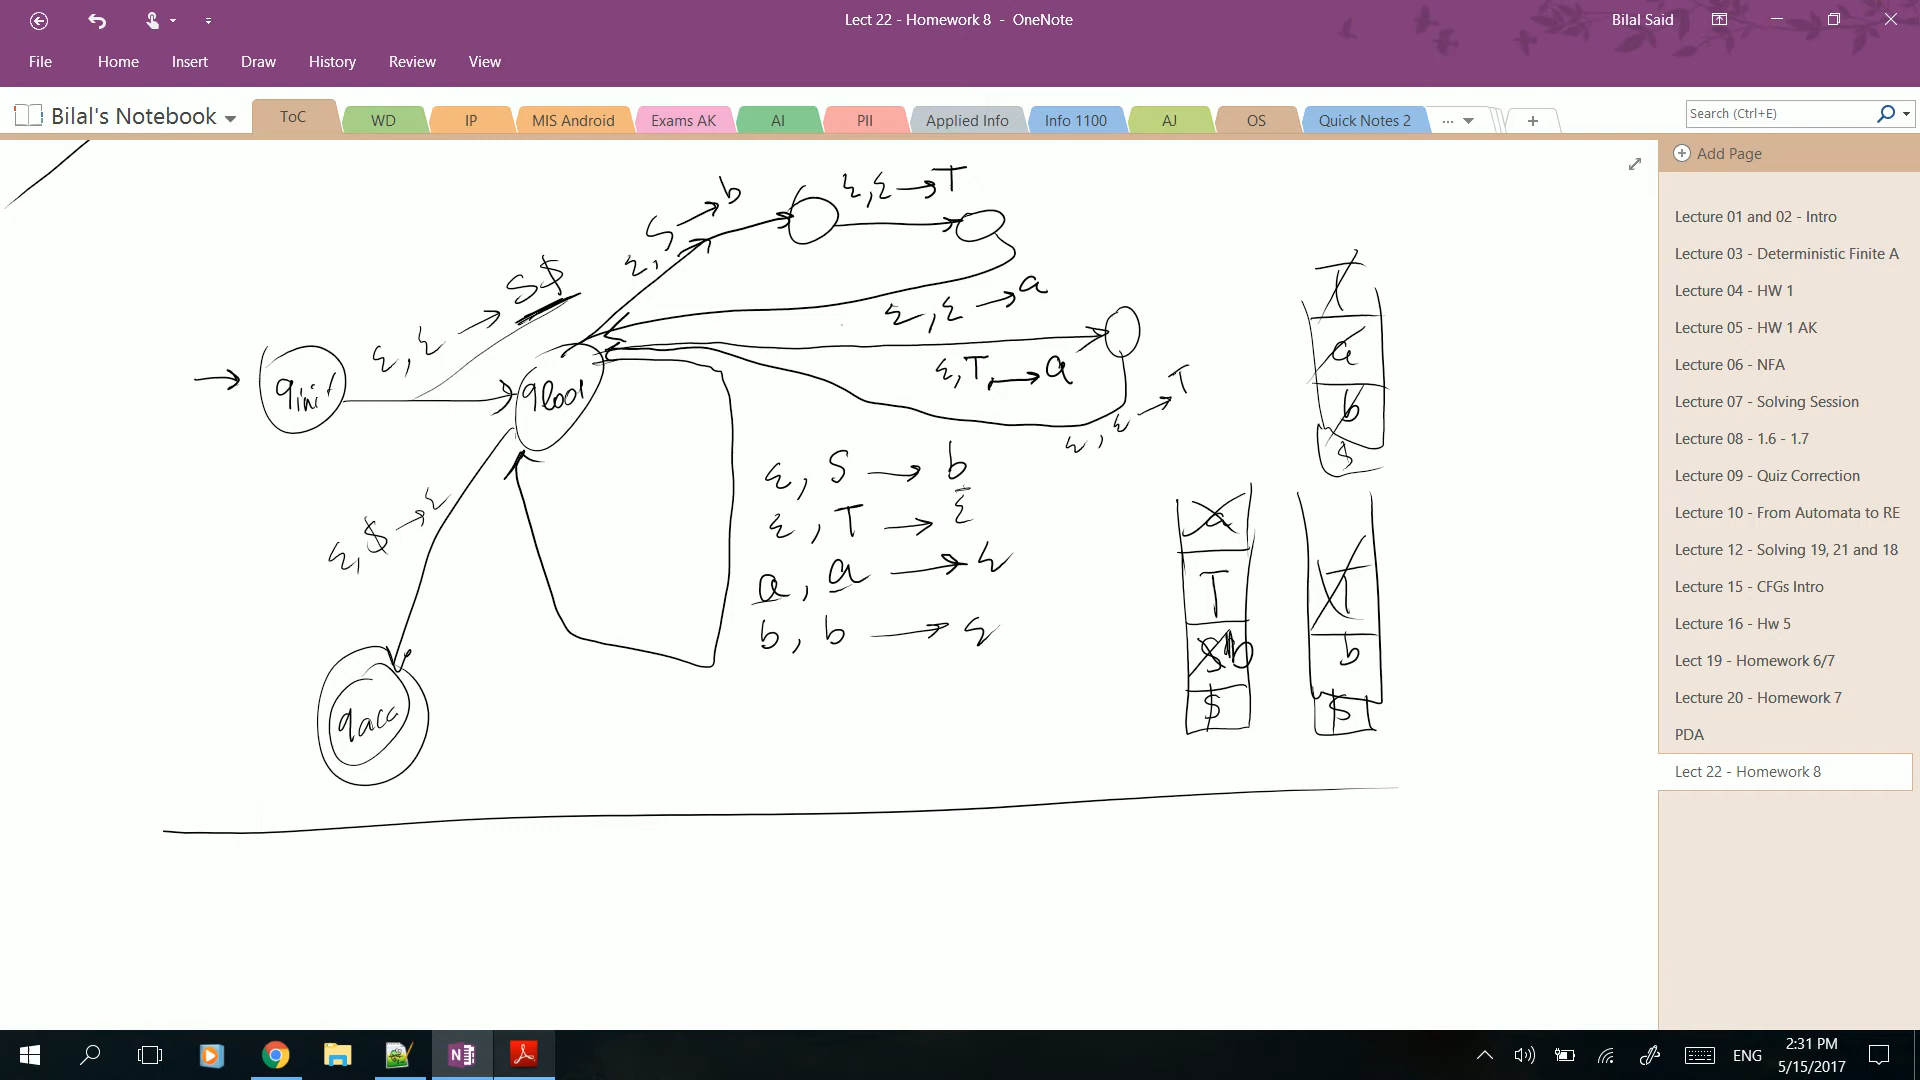 Lect 22 - Homework 8 - OneNote
Bilal Said
File Home Insert Draw History Review View
Bilal's Notebook
ToC WD IP MIS Android Exams AK AI PII Applied Info Info 1100 AJ OS Quick Notes 2 ... +
Search (Ctrl+E)
Add Page
Lecture 01 and 02 - Intro
Lecture 03 - Deterministic Finite A
Lecture 04 - HW 1
Lecture 05 - HW 1 AK
Lecture 06 - NFA
Lecture 07 - Solving Session
Lecture 08 - 1.6 - 1.7
Lecture 09 - Quiz Correction
Lecture 10 - From Automata to RE
Lecture 12 - Solving 19, 21 and 18
Lecture 15 - CFGs Intro
Lecture 16 - Hw 5
Lect 19 - Homework 6/7
Lecture 20 - Homework 7
PDA
Lect 22 - Homework 8
ε, S → b
ε, ε → T
ε, ε → S$
ε, ε → a
q init
q loop
ε, T → a
ε, ε → T
ε, S → b
ε, T → ε
a, a → ε
b, b → ε
ε, $ → ε
q acc
T
a
b
$
a
T
S b
$
T
b
$
ENG
2:31 PM
5/15/2017